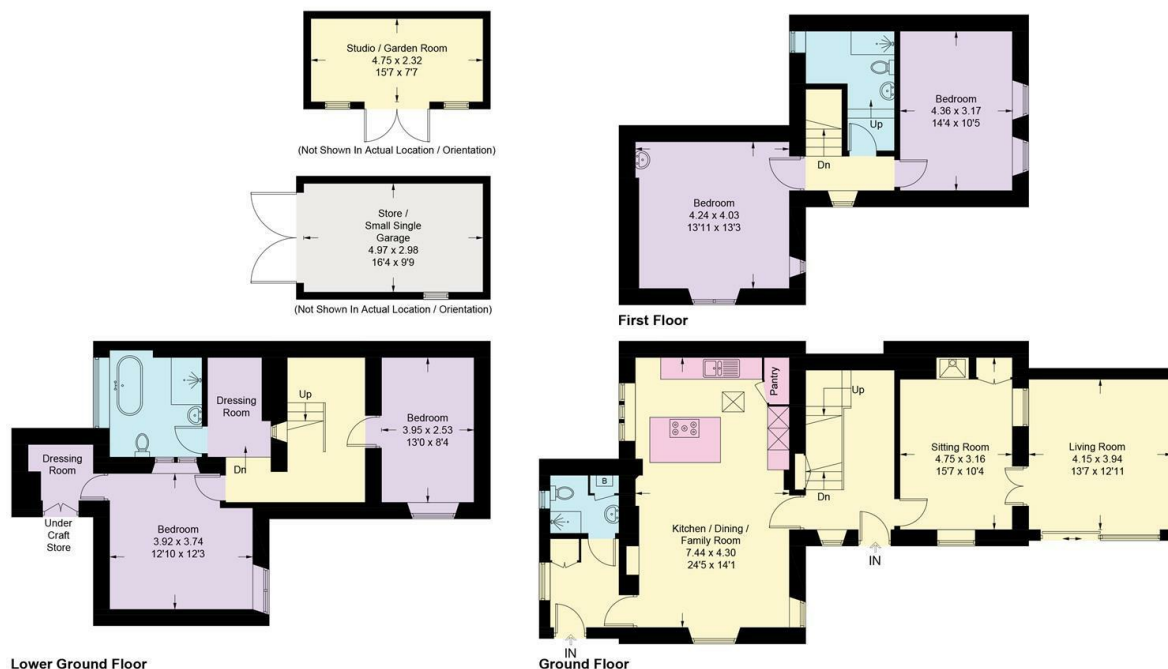 Studio / Garden Room
4.75 x 2.32
15'7 x 7'7
(Not Shown In Actual Location / Orientation)
Store /
Small Single
Garage
4.97 x 2.98
16'4 x 9'9
(Not Shown In Actual Location / Orientation)
Up
Dn
Bedroom
4.36 x 3.17
14'4 x 10'5
Bedroom
4.24 x 4.03
13'11 x 13'3
First Floor
Dressing
Room
Up
Bedroom
3.95 x 2.53
13'0 x 8'4
Dn
Dressing
Room
Under
Craft
Store
Bedroom
3.92 x 3.74
12'10 x 12'3
Lower Ground Floor
Pantry
Up
Sitting Room
4.75 x 3.16
15'7 x 10'4
Living Room
4.15 x 3.94
13'7 x 12'11
B
Dn
Kitchen / Dining /
Family Room
7.44 x 4.30
24'5 x 14'1
IN
IN
Ground Floor